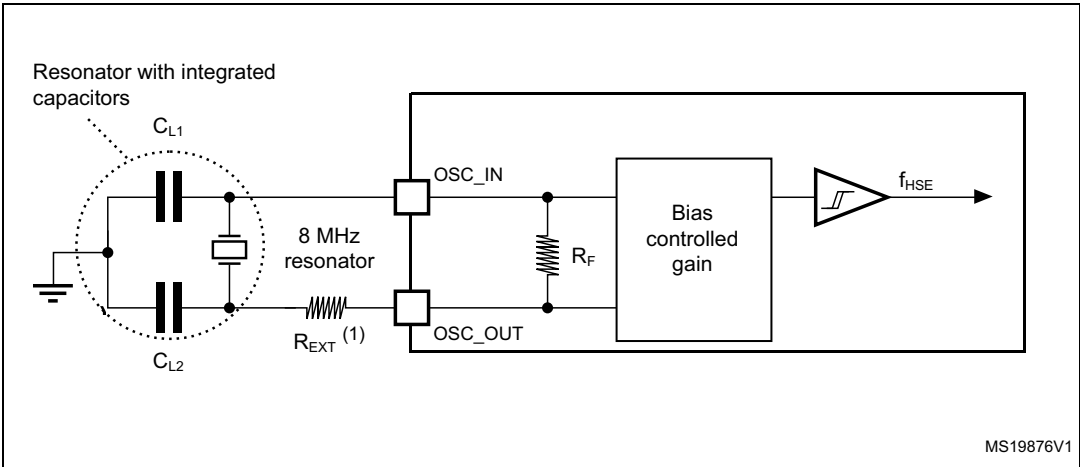 Resonator with integrated
capacitors
CL1
OSC_IN
fHSE
8 MHz
resonator
RF
Bias
controlled
gain
REXT (1)
OSC_OUT
CL2
MS19876V1